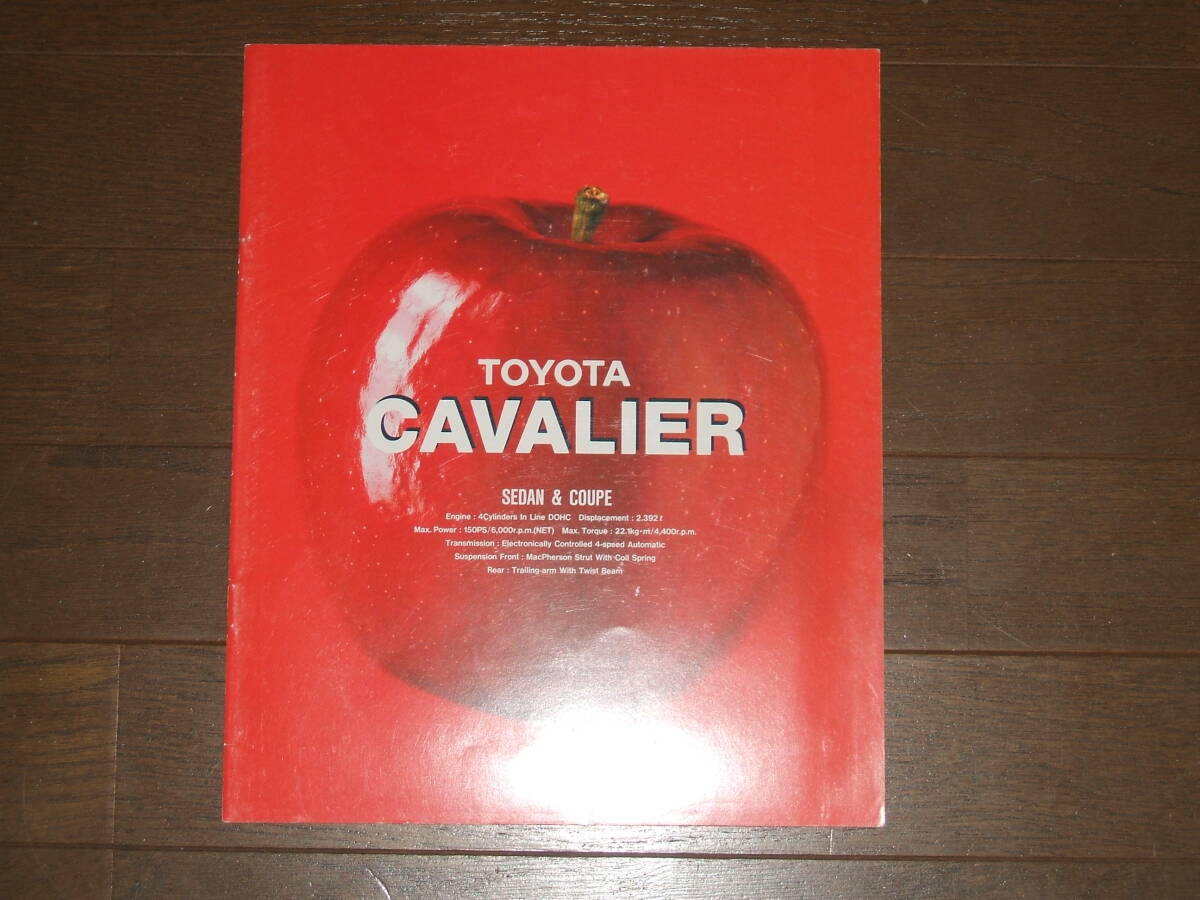 TOYOTA
CAVALIER
SEDAN & COUPE
Engine : 4Cylinders In Line DOHC Displacement : 2.392 ℓ
Max. Power : 150PS/6,000r.p.m.(NET) Max. Torque : 22.1kg・m/4,400r.p.m.
Transmission : Electronically Controlled 4-speed Automatic
Suspension Front : MacPherson Strut With Coil Spring
Rear : Trailing-arm With Twist Beam